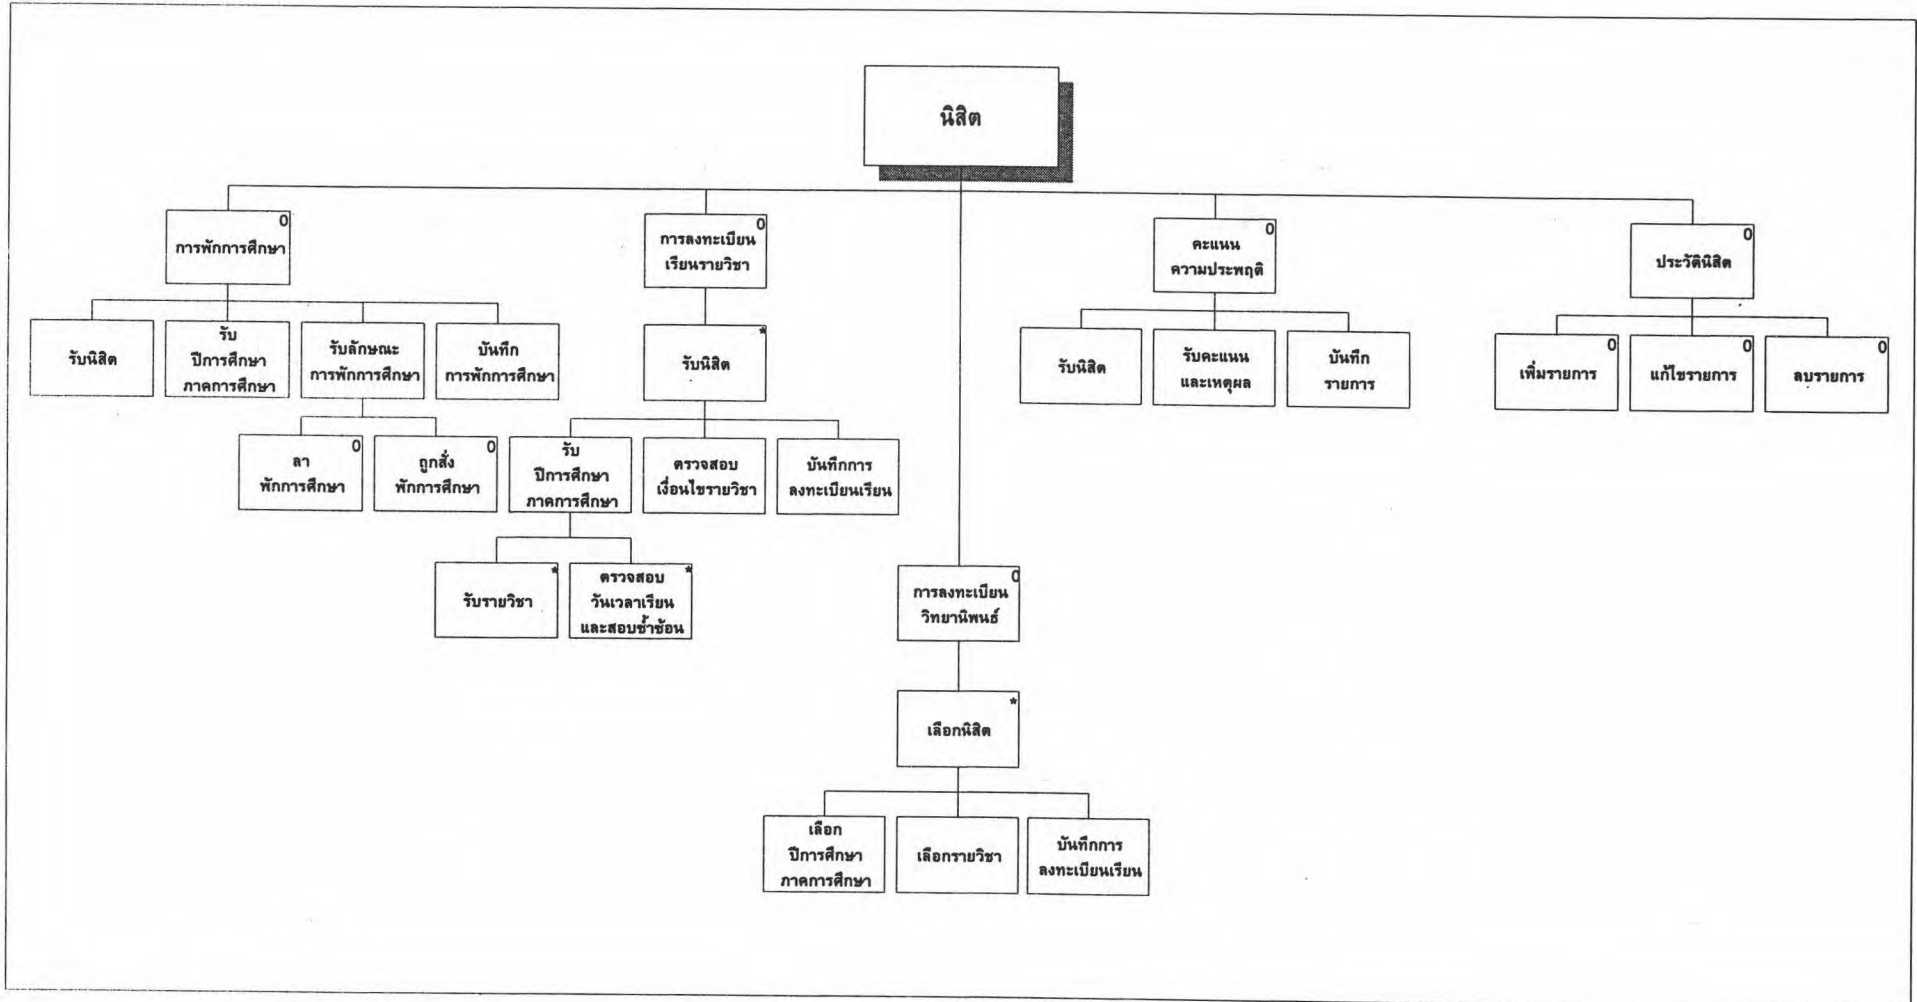 นิสิต
0
การพักการศึกษา
0
การลงทะเบียน
เรียนรายวิชา
0
คะแนน
ความประพฤติ
0
ประวัตินิสิต
รับนิสิต
รับ
ปีการศึกษา
ภาคการศึกษา
รับลักษณะ
การพักการศึกษา
บันทึก
การพักการศึกษา
*
รับนิสิต
รับนิสิต
รับคะแนน
และเหตุผล
บันทึก
รายการ
0
เพิ่มรายการ
0
แก้ไขรายการ
0
ลบรายการ
0
ลา
พักการศึกษา
0
ถูกสั่ง
พักการศึกษา
รับ
ปีการศึกษา
ภาคการศึกษา
ตรวจสอบ
เงื่อนไขรายวิชา
บันทึกการ
ลงทะเบียนเรียน
*
รับรายวิชา
*
ตรวจสอบ
วันเวลาเรียน
และสอบซ้ำซ้อน
0
การลงทะเบียน
วิทยานิพนธ์
*
เลือกนิสิต
เลือก
ปีการศึกษา
ภาคการศึกษา
เลือกรายวิชา
บันทึกการ
ลงทะเบียนเรียน